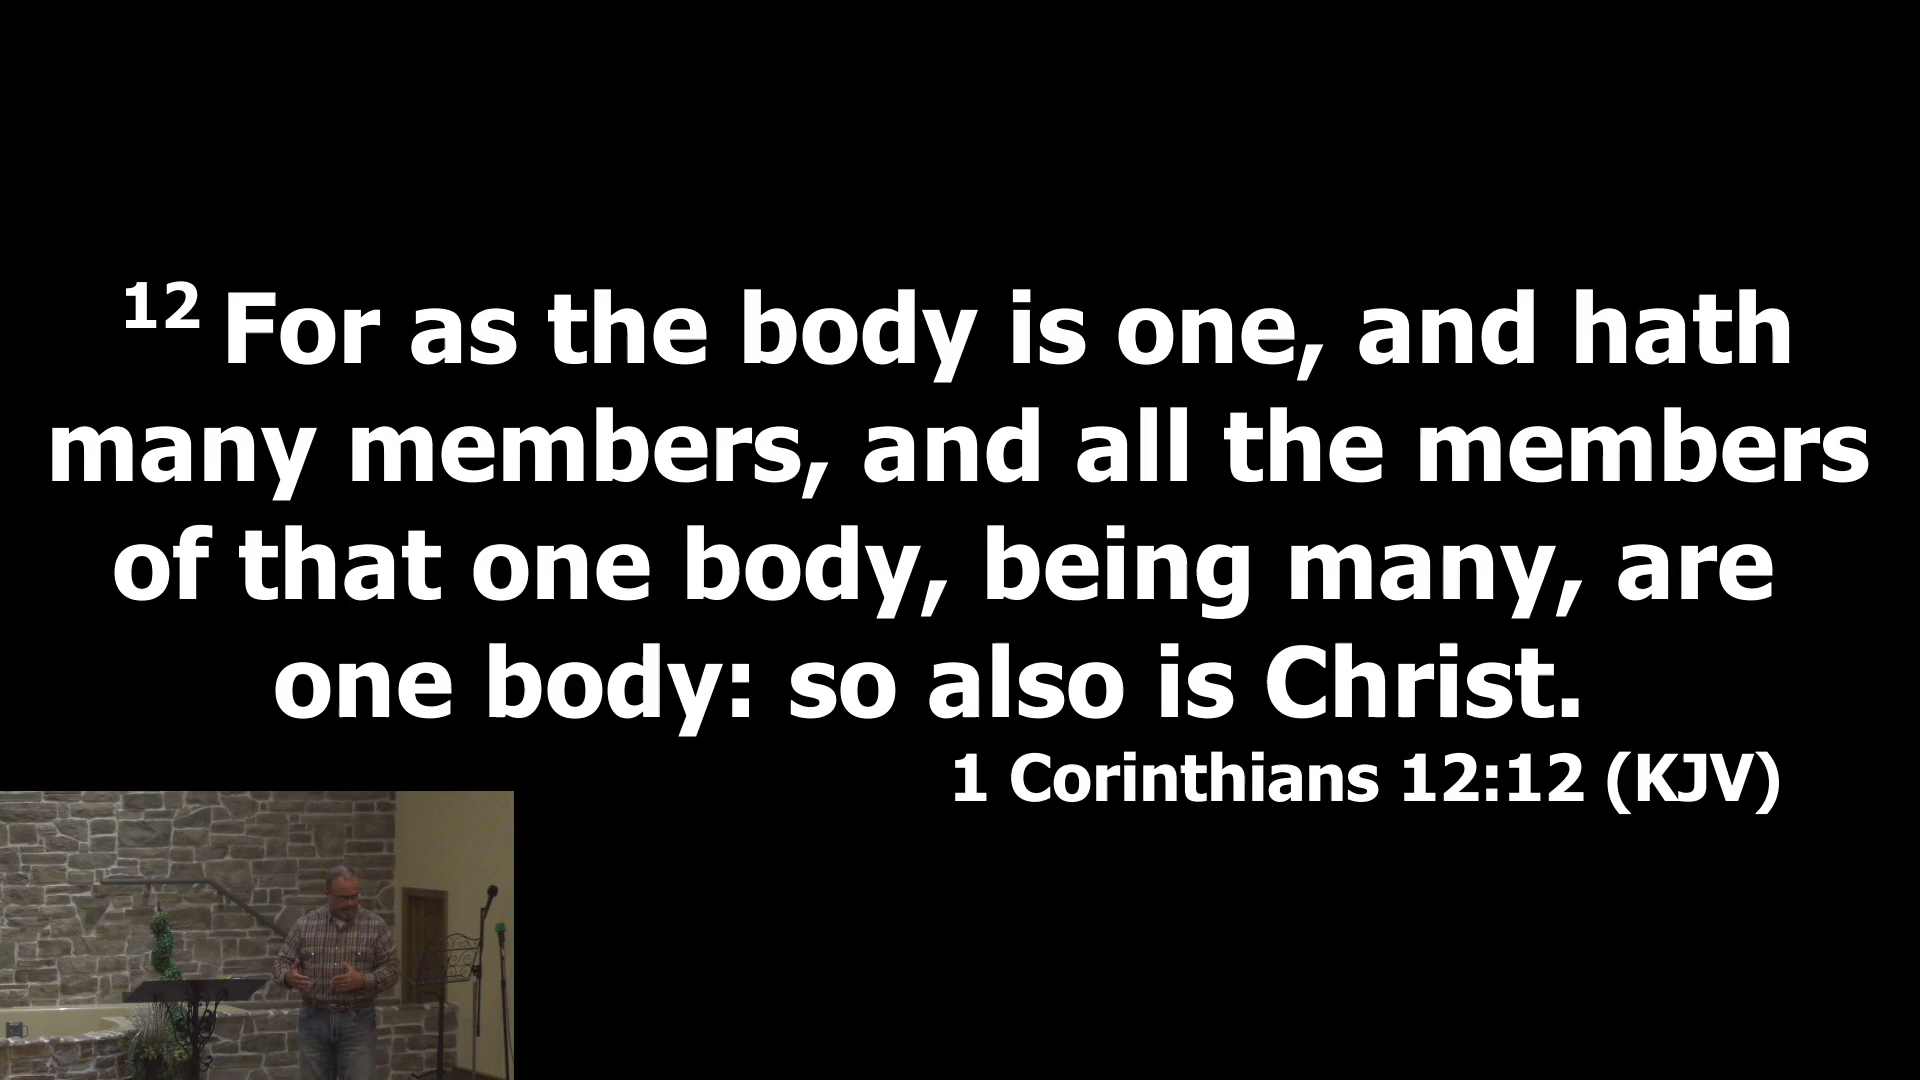 12 For as the body is one, and hath
many members, and all the members
of that one body, being many, are
one body: so also is Christ.
1 Corinthians 12:12 (KJV)